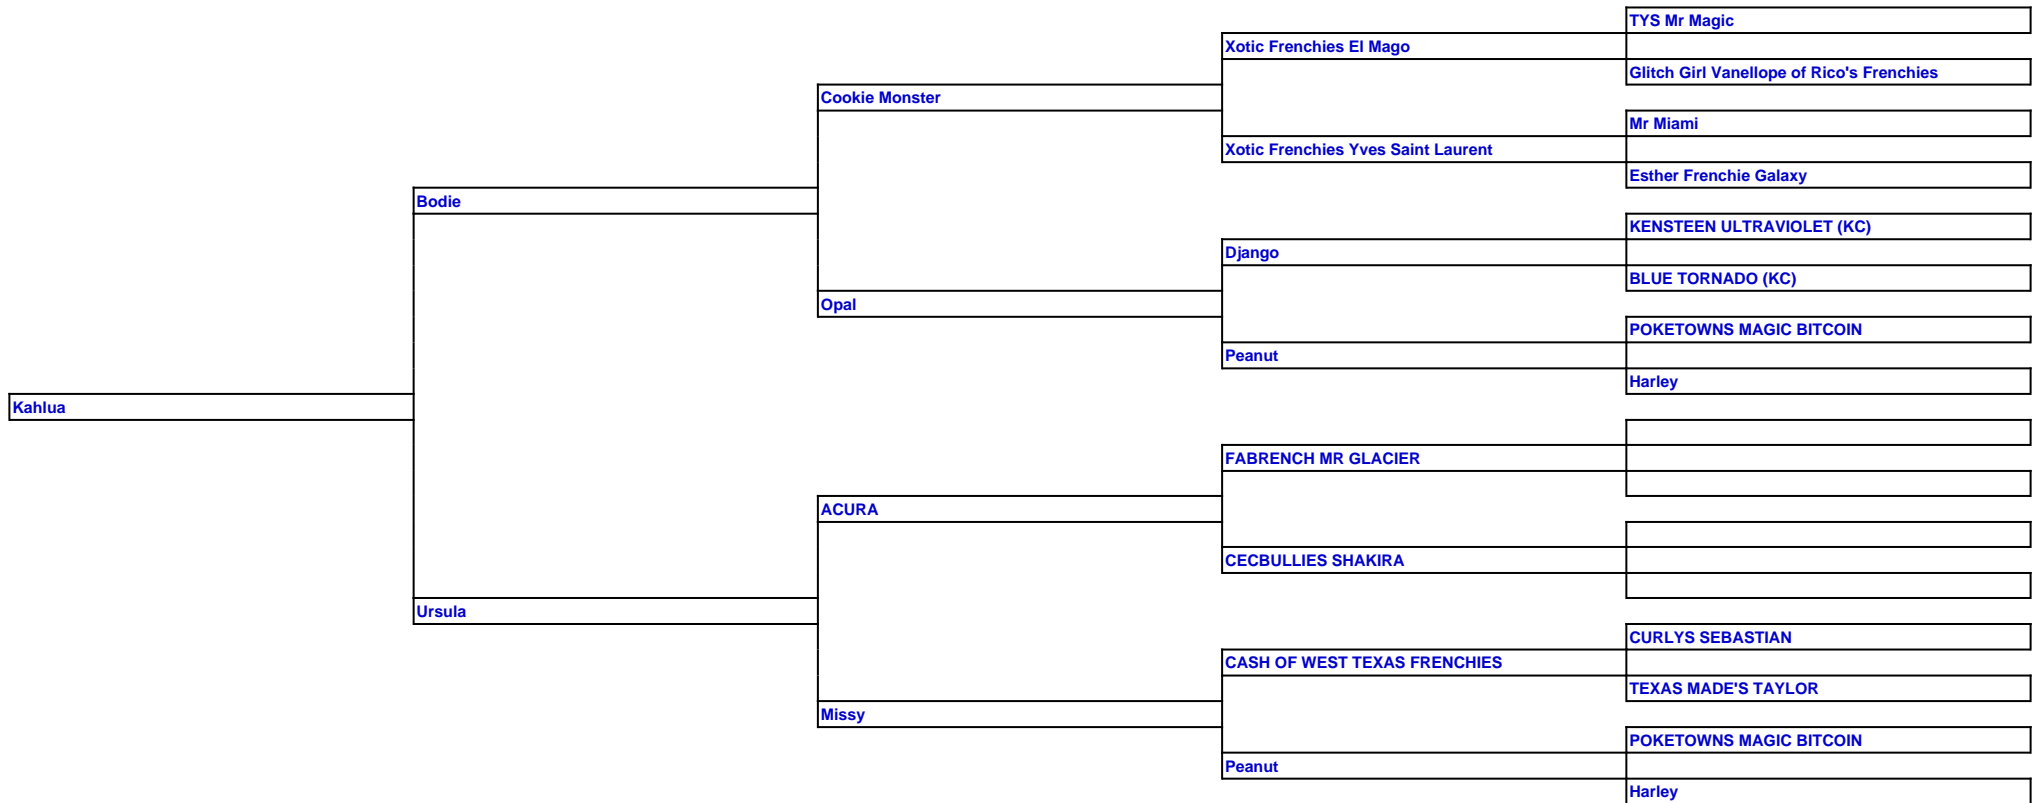 TYS Mr Magic
Xotic Frenchies El Mago
Glitch Girl Vanellope of Rico's Frenchies
Cookie Monster
Mr Miami
Xotic Frenchies Yves Saint Laurent
Esther Frenchie Galaxy
Bodie
KENSTEEN ULTRAVIOLET (KC)
Django
BLUE TORNADO (KC)
Opal
POKETOWNS MAGIC BITCOIN
Peanut
Harley
Kahlua
FABRENCH MR GLACIER
ACURA
CECBULLIES SHAKIRA
Ursula
CURLYS SEBASTIAN
CASH OF WEST TEXAS FRENCHIES
TEXAS MADE'S TAYLOR
Missy
POKETOWNS MAGIC BITCOIN
Peanut
Harley